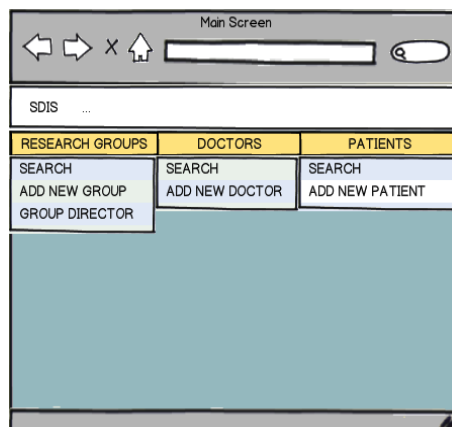 Main Screen
SDIS ...
RESEARCH GROUPS DOCTORS PATIENTS
SEARCH SEARCH SEARCH
ADD NEW GROUP ADD NEW DOCTOR ADD NEW PATIENT
GROUP DIRECTOR